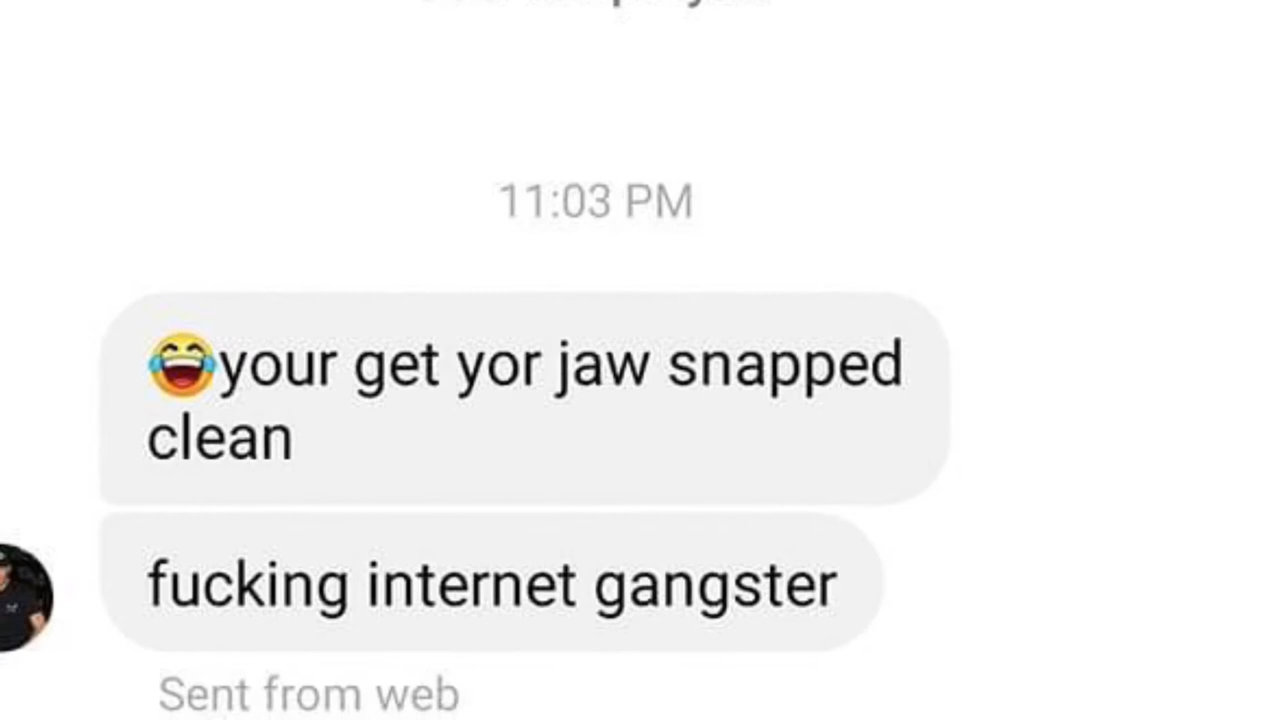 11:03 PM
😂your get yor jaw snapped
clean
fucking internet gangster
Sent from web